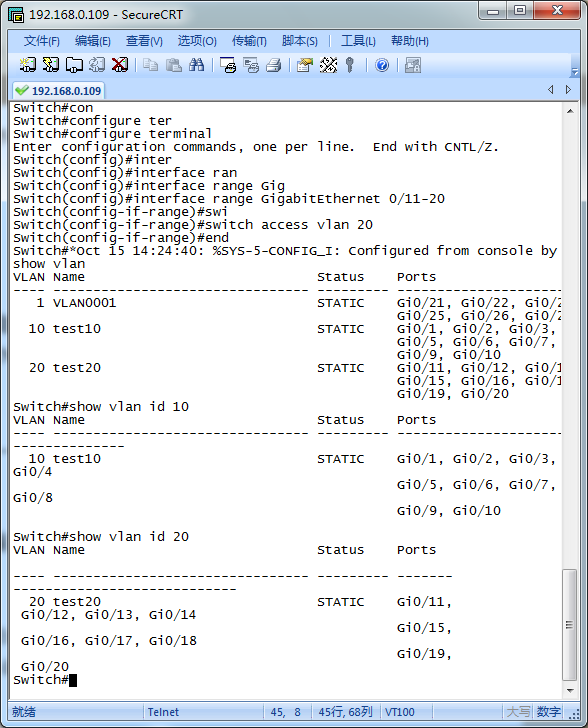 192.168.0.109 - SecureCRT
文件(F) 编辑(E) 查看(V) 选项(O) 传输(T) 脚本(S) 工具(L) 帮助(H)
192.168.0.109
Switch#con
Switch#configure ter
Switch#configure terminal
Enter configuration commands, one per line.  End with CNTL/Z.
Switch(config)#inter
Switch(config)#interface ran
Switch(config)#interface range Gig
Switch(config)#interface range GigabitEthernet 0/11-20
Switch(config-if-range)#swi
Switch(config-if-range)#switch access vlan 20
Switch(config-if-range)#end
Switch#*Oct 15 14:24:40: %SYS-5-CONFIG_I: Configured from console by
show vlan
VLAN Name                             Status    Ports
---- -------------------------------- --------- ---------------------
   1 VLAN0001                         STATIC    Gi0/21, Gi0/22, Gi0/2
                                                Gi0/25, Gi0/26, Gi0/2
  10 test10                           STATIC    Gi0/1, Gi0/2, Gi0/3,
                                                Gi0/5, Gi0/6, Gi0/7,
                                                Gi0/9, Gi0/10
  20 test20                           STATIC    Gi0/11, Gi0/12, Gi0/1
                                                Gi0/15, Gi0/16, Gi0/1
                                                Gi0/19, Gi0/20
Switch#show vlan id 10
VLAN Name                             Status    Ports
---- -------------------------------- --------- ---------------------
--------------
  10 test10                           STATIC    Gi0/1, Gi0/2, Gi0/3,
Gi0/4
                                                Gi0/5, Gi0/6, Gi0/7,
Gi0/8
                                                Gi0/9, Gi0/10
Switch#show vlan id 20
VLAN Name                             Status    Ports
---- -------------------------------- --------- -------
----------------------------
  20 test20                           STATIC    Gi0/11,
 Gi0/12, Gi0/13, Gi0/14
                                                Gi0/15,
 Gi0/16, Gi0/17, Gi0/18
                                                Gi0/19,
 Gi0/20
Switch#
就绪 Telnet 45, 8 45行, 68列 VT100 大写 数字